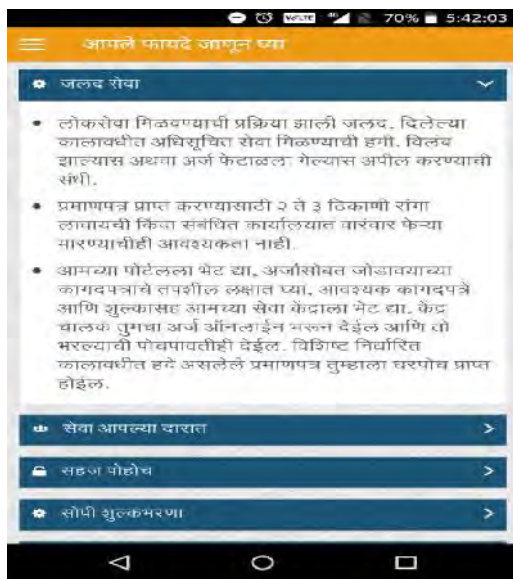 VoLTE 4G 70% 5:42:03
आपले फायदे जाणून घ्या
जलद सेवा
• लोकसेवा मिळवण्याची प्रक्रिया झाली जलद. दिलेल्या
कालावधीत अधिसूचित सेवा मिळण्याची हमी. विलंब
झाल्यास अथवा अर्ज फेटाळला गेल्यास अपील करण्याची
संधी.
• प्रमाणपत्र प्राप्त करण्यासाठी २ ते ३ ठिकाणी रांगा
लावायची किंवा संबंधित कार्यालयात वारंवार फेऱ्या
मारण्याचीही आवश्यकता नाही.
• आमच्या पोर्टलला भेट द्या, अर्जासोबत जोडावयाच्या
कागदपत्राचे तपशील लक्षात घ्या, आवश्यक कागदपत्रे
आणि शुल्कासह आमच्या सेवा केंद्राला भेट द्या. केंद्र
चालक तुमचा अर्ज ऑनलाईन भरून देईल आणि तो
भरल्याची पोचपावतीही देईल. विशिष्ट निर्धारित
कालावधीत हवे असलेले प्रमाणपत्र तुम्हाला घरपोच प्राप्त
होईल.
सेवा आपल्या दारात
सहज पोहोच
सोपी शुल्कभरणा